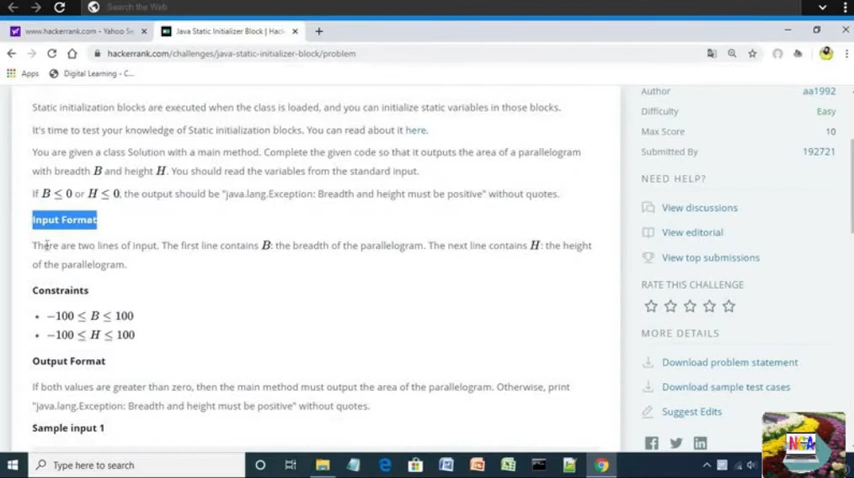 Search the Web
www.hackerrank.com - Yahoo Se
Java Static Initializer Block | Hack
hackerrank.com/challenges/java-static-initializer-block/problem
Apps
Digital Learning - C...
Static initialization blocks are executed when the class is loaded, and you can initialize static variables in those blocks.
It's time to test your knowledge of Static initialization blocks. You can read about it here.
You are given a class Solution with a main method. Complete the given code so that it outputs the area of a parallelogram
with breadth B and height H. You should read the variables from the standard input.
If B ≤ 0 or H ≤ 0, the output should be "java.lang.Exception: Breadth and height must be positive" without quotes.
Input Format
There are two lines of input. The first line contains B: the breadth of the parallelogram. The next line contains H: the height
of the parallelogram.
Constraints
• −100 ≤ B ≤ 100
• −100 ≤ H ≤ 100
Output Format
If both values are greater than zero, then the main method must output the area of the parallelogram. Otherwise, print
"java.lang.Exception: Breadth and height must be positive" without quotes.
Sample input 1
Author aa1992
Difficulty Easy
Max Score 10
Submitted By 192721
NEED HELP?
View discussions
View editorial
View top submissions
RATE THIS CHALLENGE
MORE DETAILS
Download problem statement
Download sample test cases
Suggest Edits
NGA
Type here to search